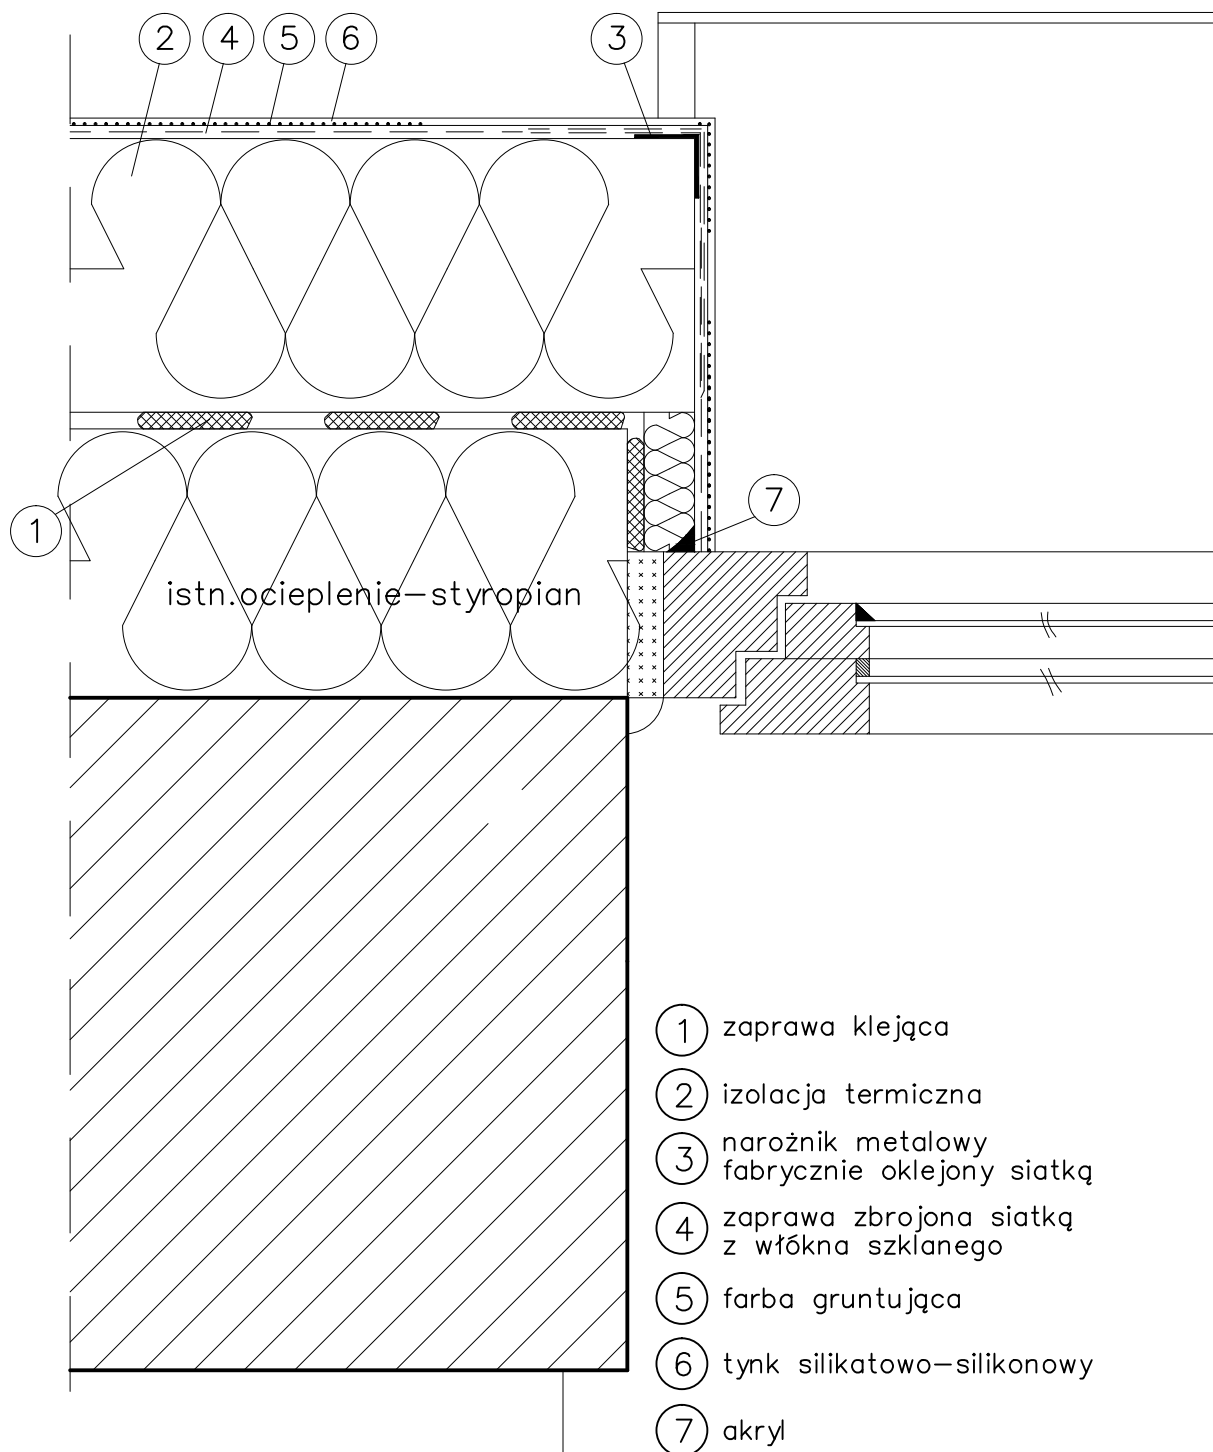 2 4 5 6 3
1
7
istn.ocieplenie-styropian
1 zaprawa klejąca
2 izolacja termiczna
3 narożnik metalowy
fabrycznie oklejony siatką
4 zaprawa zbrojona siatką
z włókna szklanego
5 farba gruntująca
6 tynk silikatowo-silikonowy
7 akryl